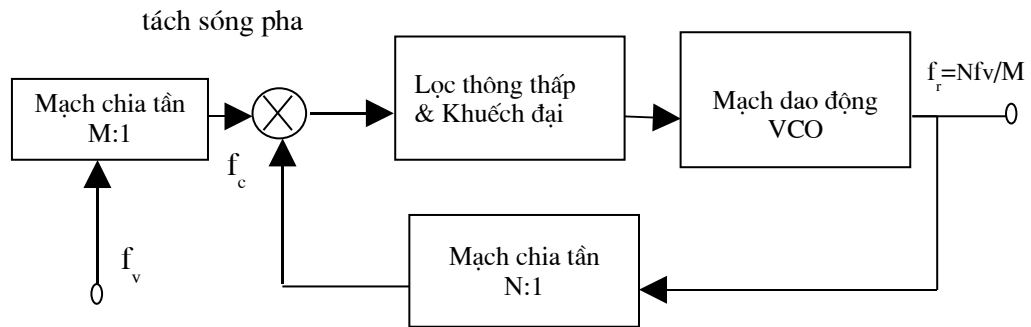 tách sóng pha
Mạch chia tần
M:1
Lọc thông thấp
& Khuếch đại
Mạch dao động
VCO
f_r=Nfv/M
f_c
f_v
Mạch chia tần
N:1